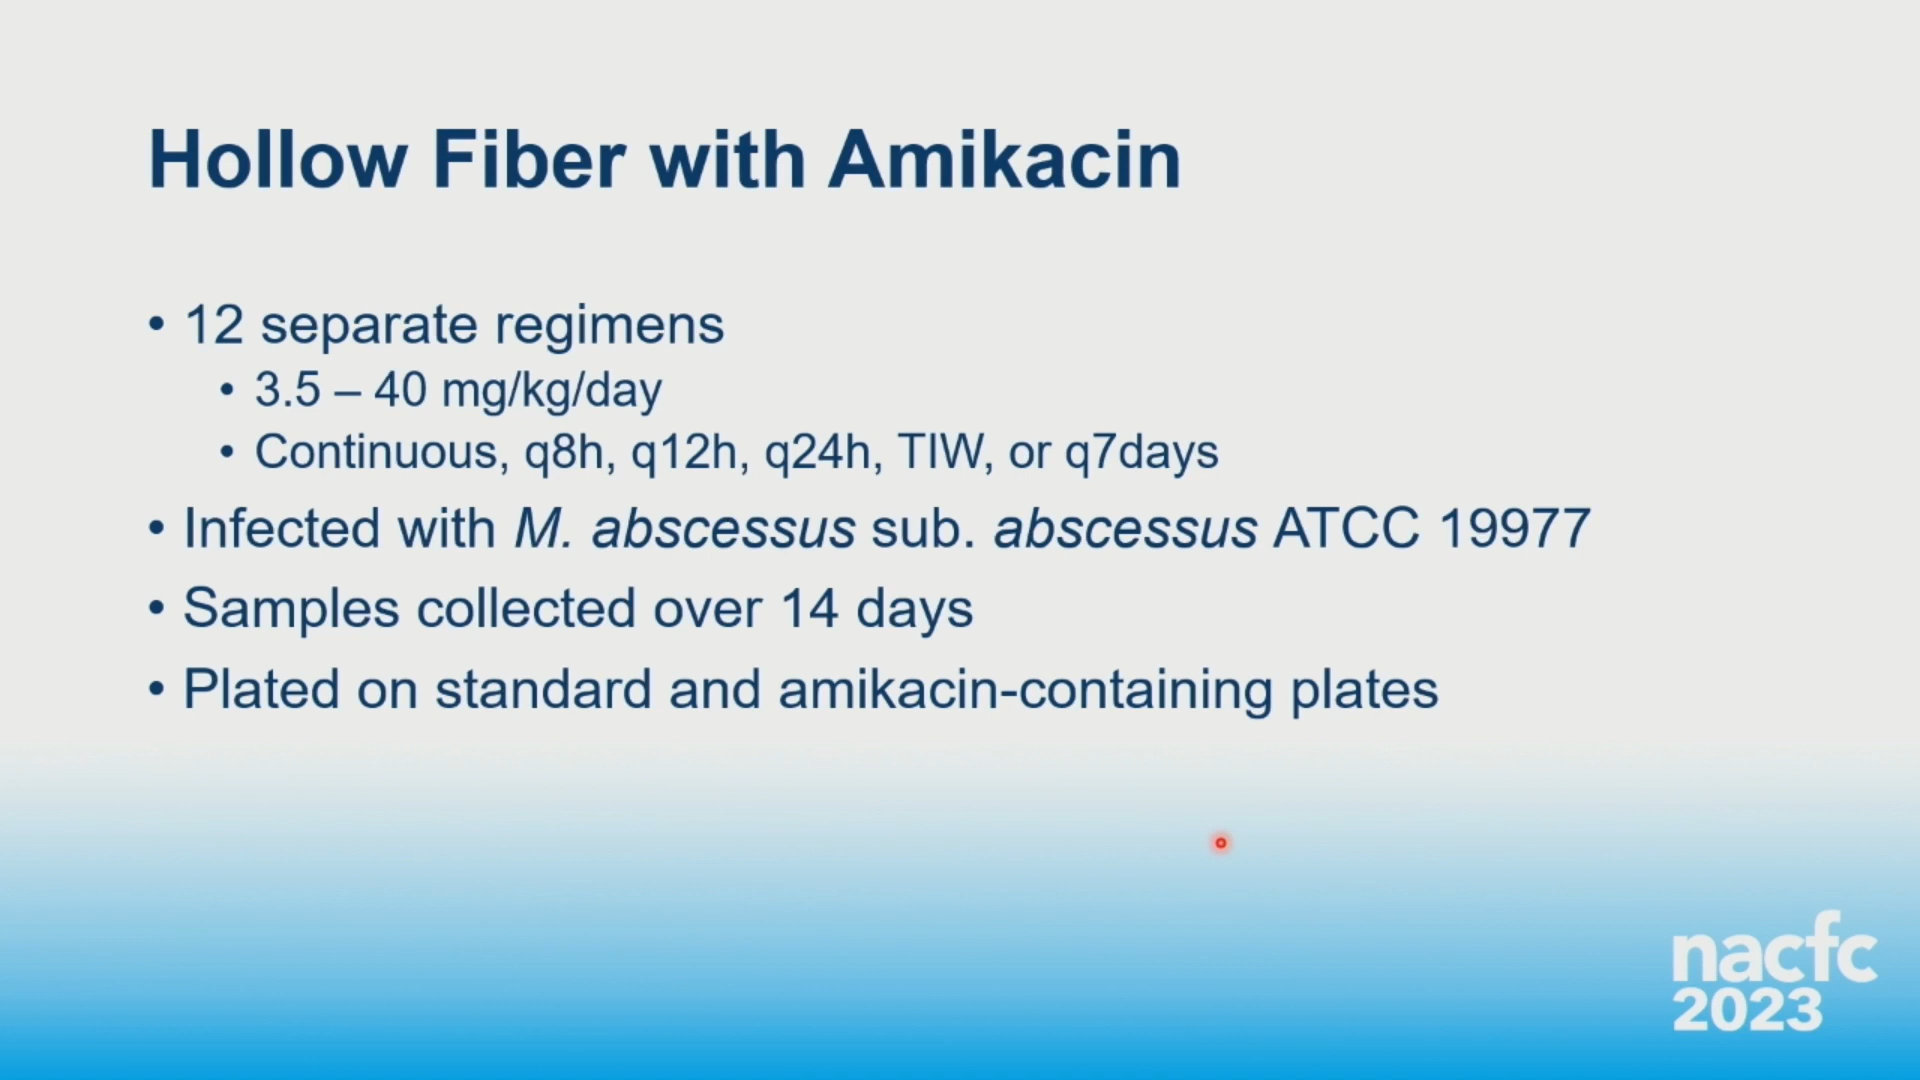 Hollow Fiber with Amikacin
• 12 separate regimens
• 3.5 – 40 mg/kg/day
• Continuous, q8h, q12h, q24h, TIW, or q7days
• Infected with M. abscessus sub. abscessus ATCC 19977
• Samples collected over 14 days
• Plated on standard and amikacin-containing plates
nacfc
2023